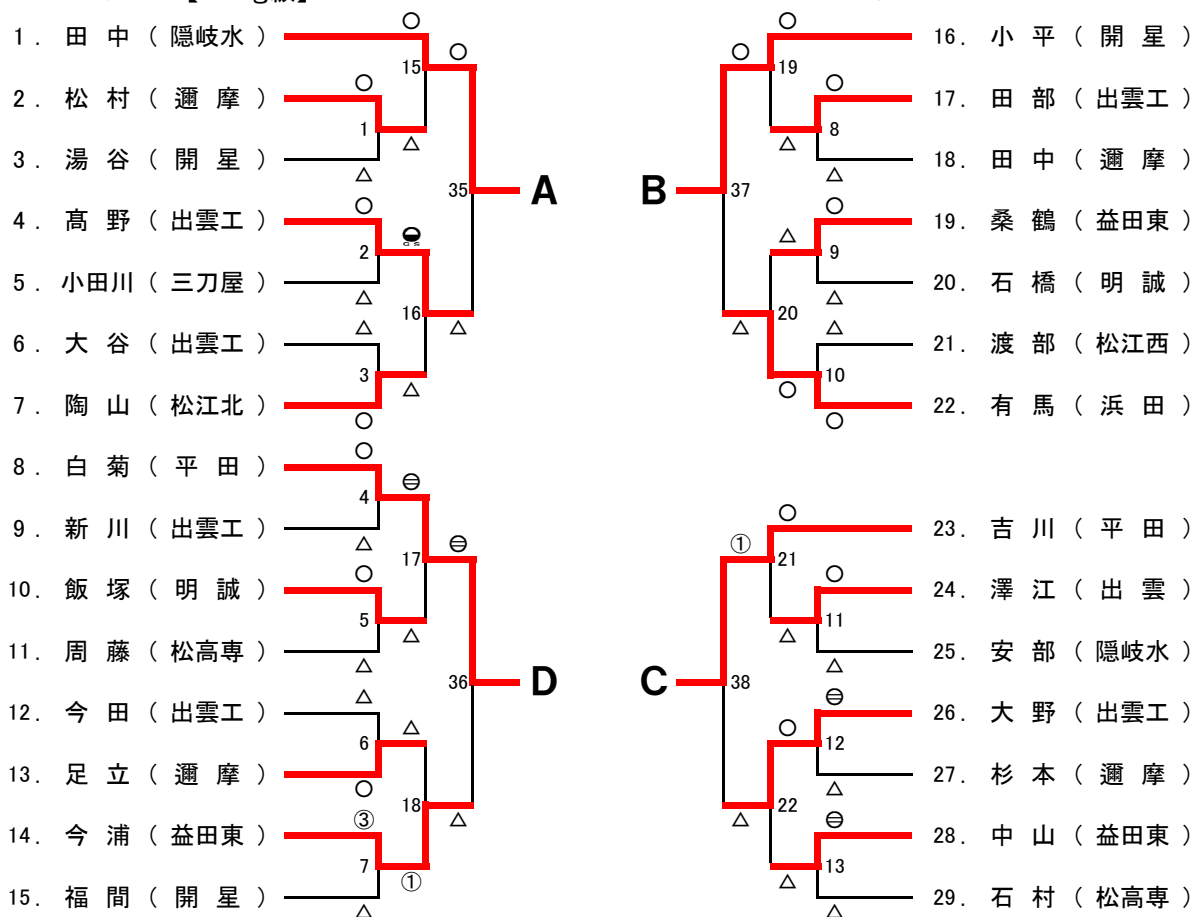 1. 田中（隠岐水）
2. 松村（邇摩）
3. 湯谷（開星）
4. 髙野（出雲工）
5. 小田川（三刀屋）
6. 大谷（出雲工）
7. 陶山（松江北）
8. 白菊（平田）
9. 新川（出雲工）
10. 飯塚（明誠）
11. 周藤（松高専）
12. 今田（出雲工）
13. 足立（邇摩）
14. 今浦（益田東）
15. 福間（開星）
○
15
○
○
1
△
△
35
A
○
2
GS
△
△
16
△
3
△
○
○
4
⊖
△
17
⊖
○
5
△
△
36
D
△
6
△
○
18
△
③
7
①
△
16. 小平（開星）
17. 田部（出雲工）
18. 田中（邇摩）
19. 桑鶴（益田東）
20. 石橋（明誠）
21. 渡部（松江西）
22. 有馬（浜田）
23. 吉川（平田）
24. 澤江（出雲）
25. 安部（隠岐水）
26. 大野（出雲工）
27. 杉本（邇摩）
28. 中山（益田東）
29. 石村（松高専）
○
○
19
○
8
△
△
B
37
○
△
9
△
△
20
△
10
○
○
○
①
21
○
11
△
△
C
38
⊖
○
12
△
22
△
⊖
13
△
△